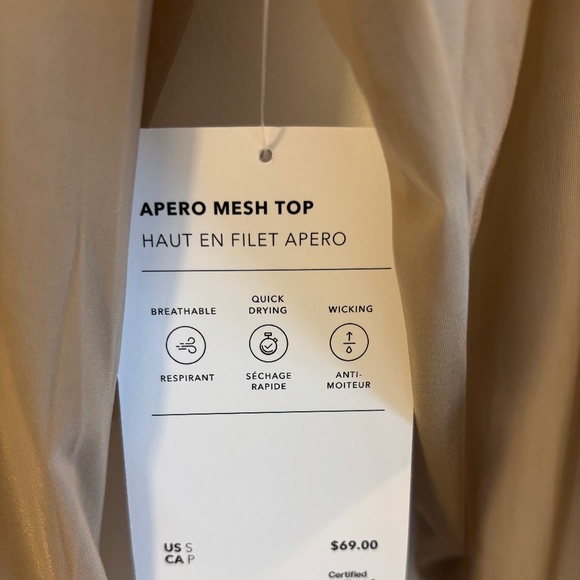 APERO MESH TOP
HAUT EN FILET APERO
BREATHABLE
RESPIRANT
QUICK
DRYING
SÉCHAGE
RAPIDE
WICKING
ANTI-
MOITEUR
US S
CA P
$69.00
Certified